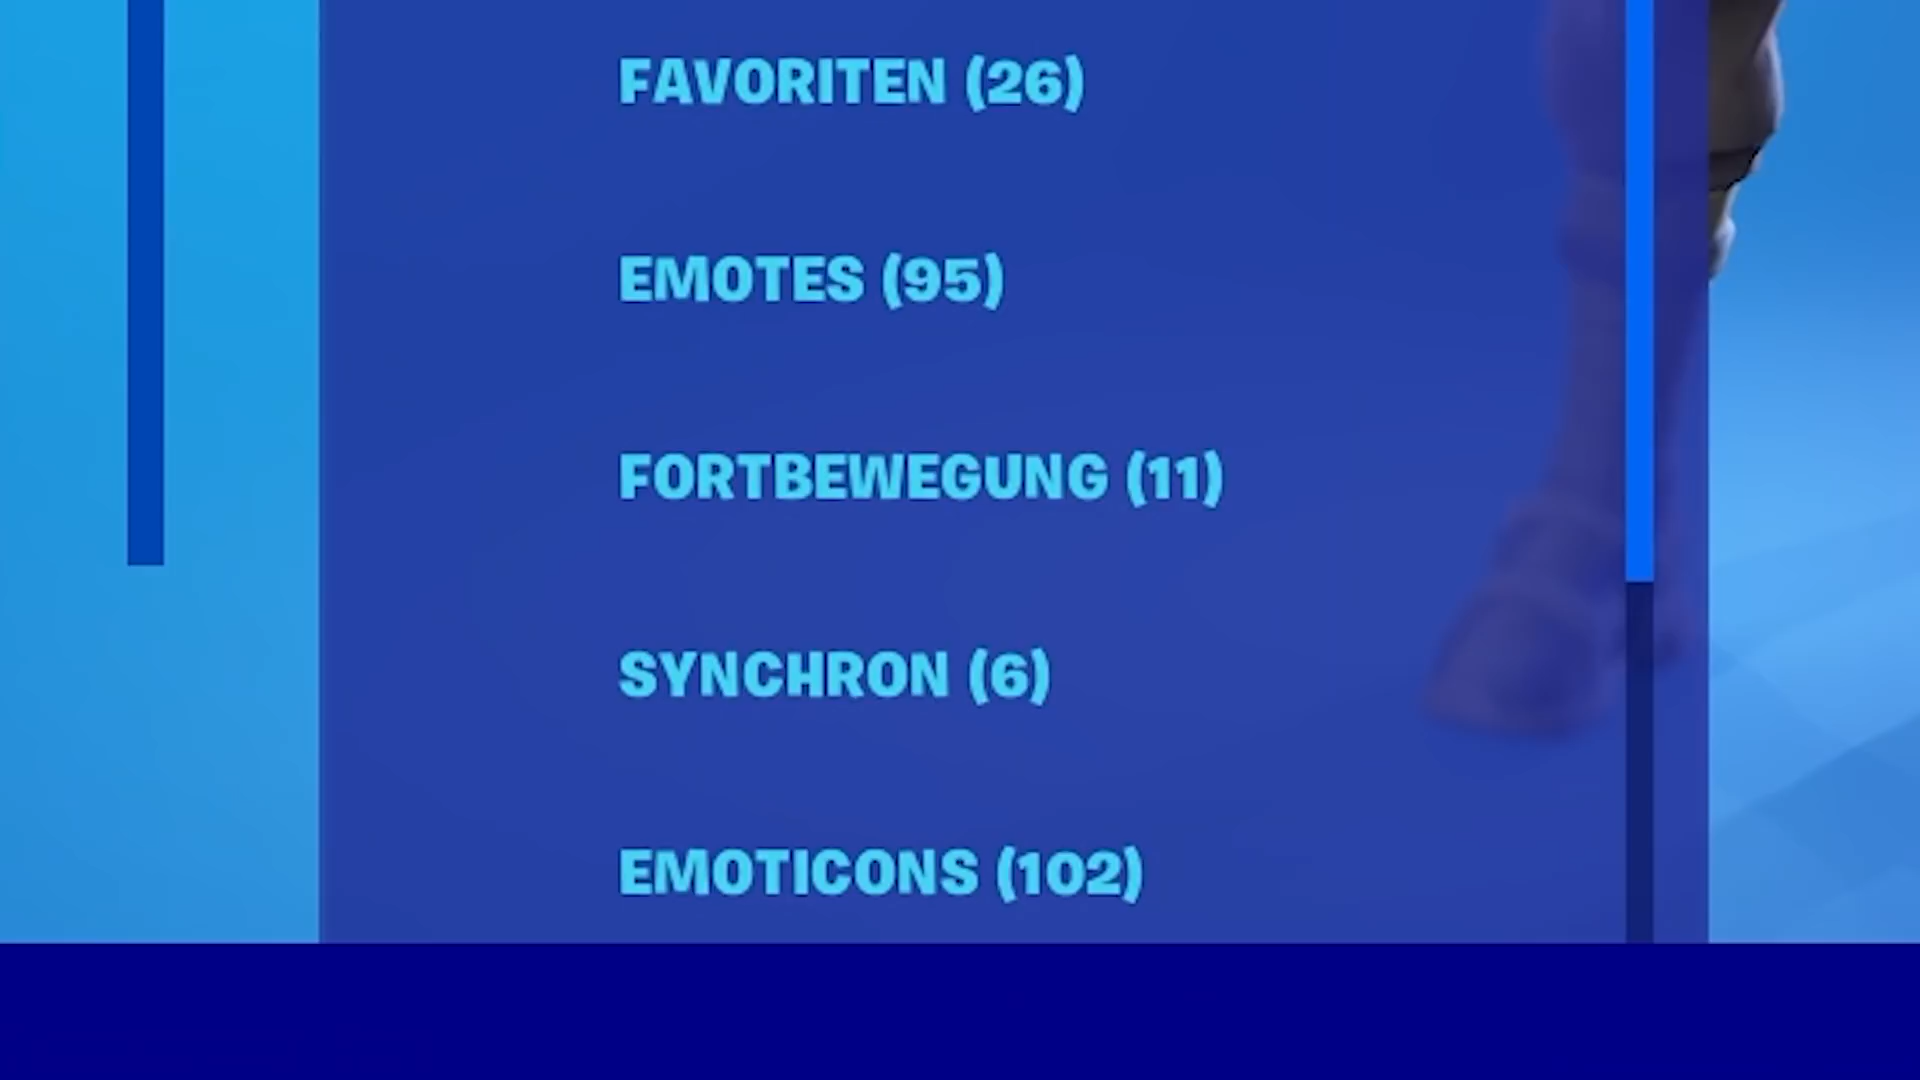 FAVORITEN (26)
EMOTES (95)
FORTBEWEGUNG (11)
SYNCHRON (6)
EMOTICONS (102)